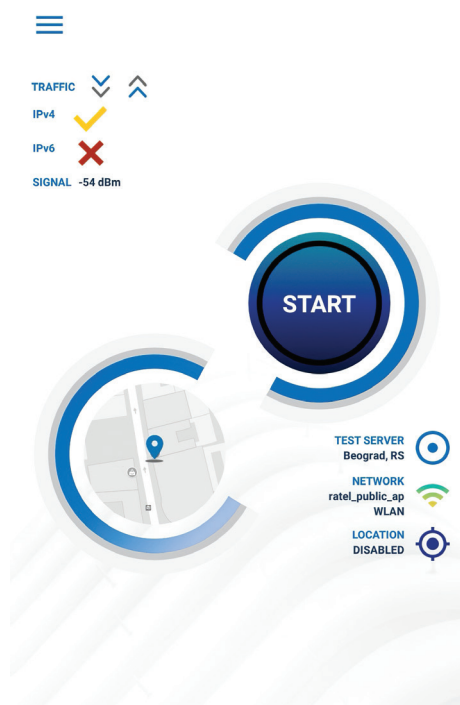 TRAFFIC
IPv4
IPv6
SIGNAL -54 dBm
START
TEST SERVER
Beograd, RS
NETWORK
ratel_public_ap
WLAN
LOCATION
DISABLED